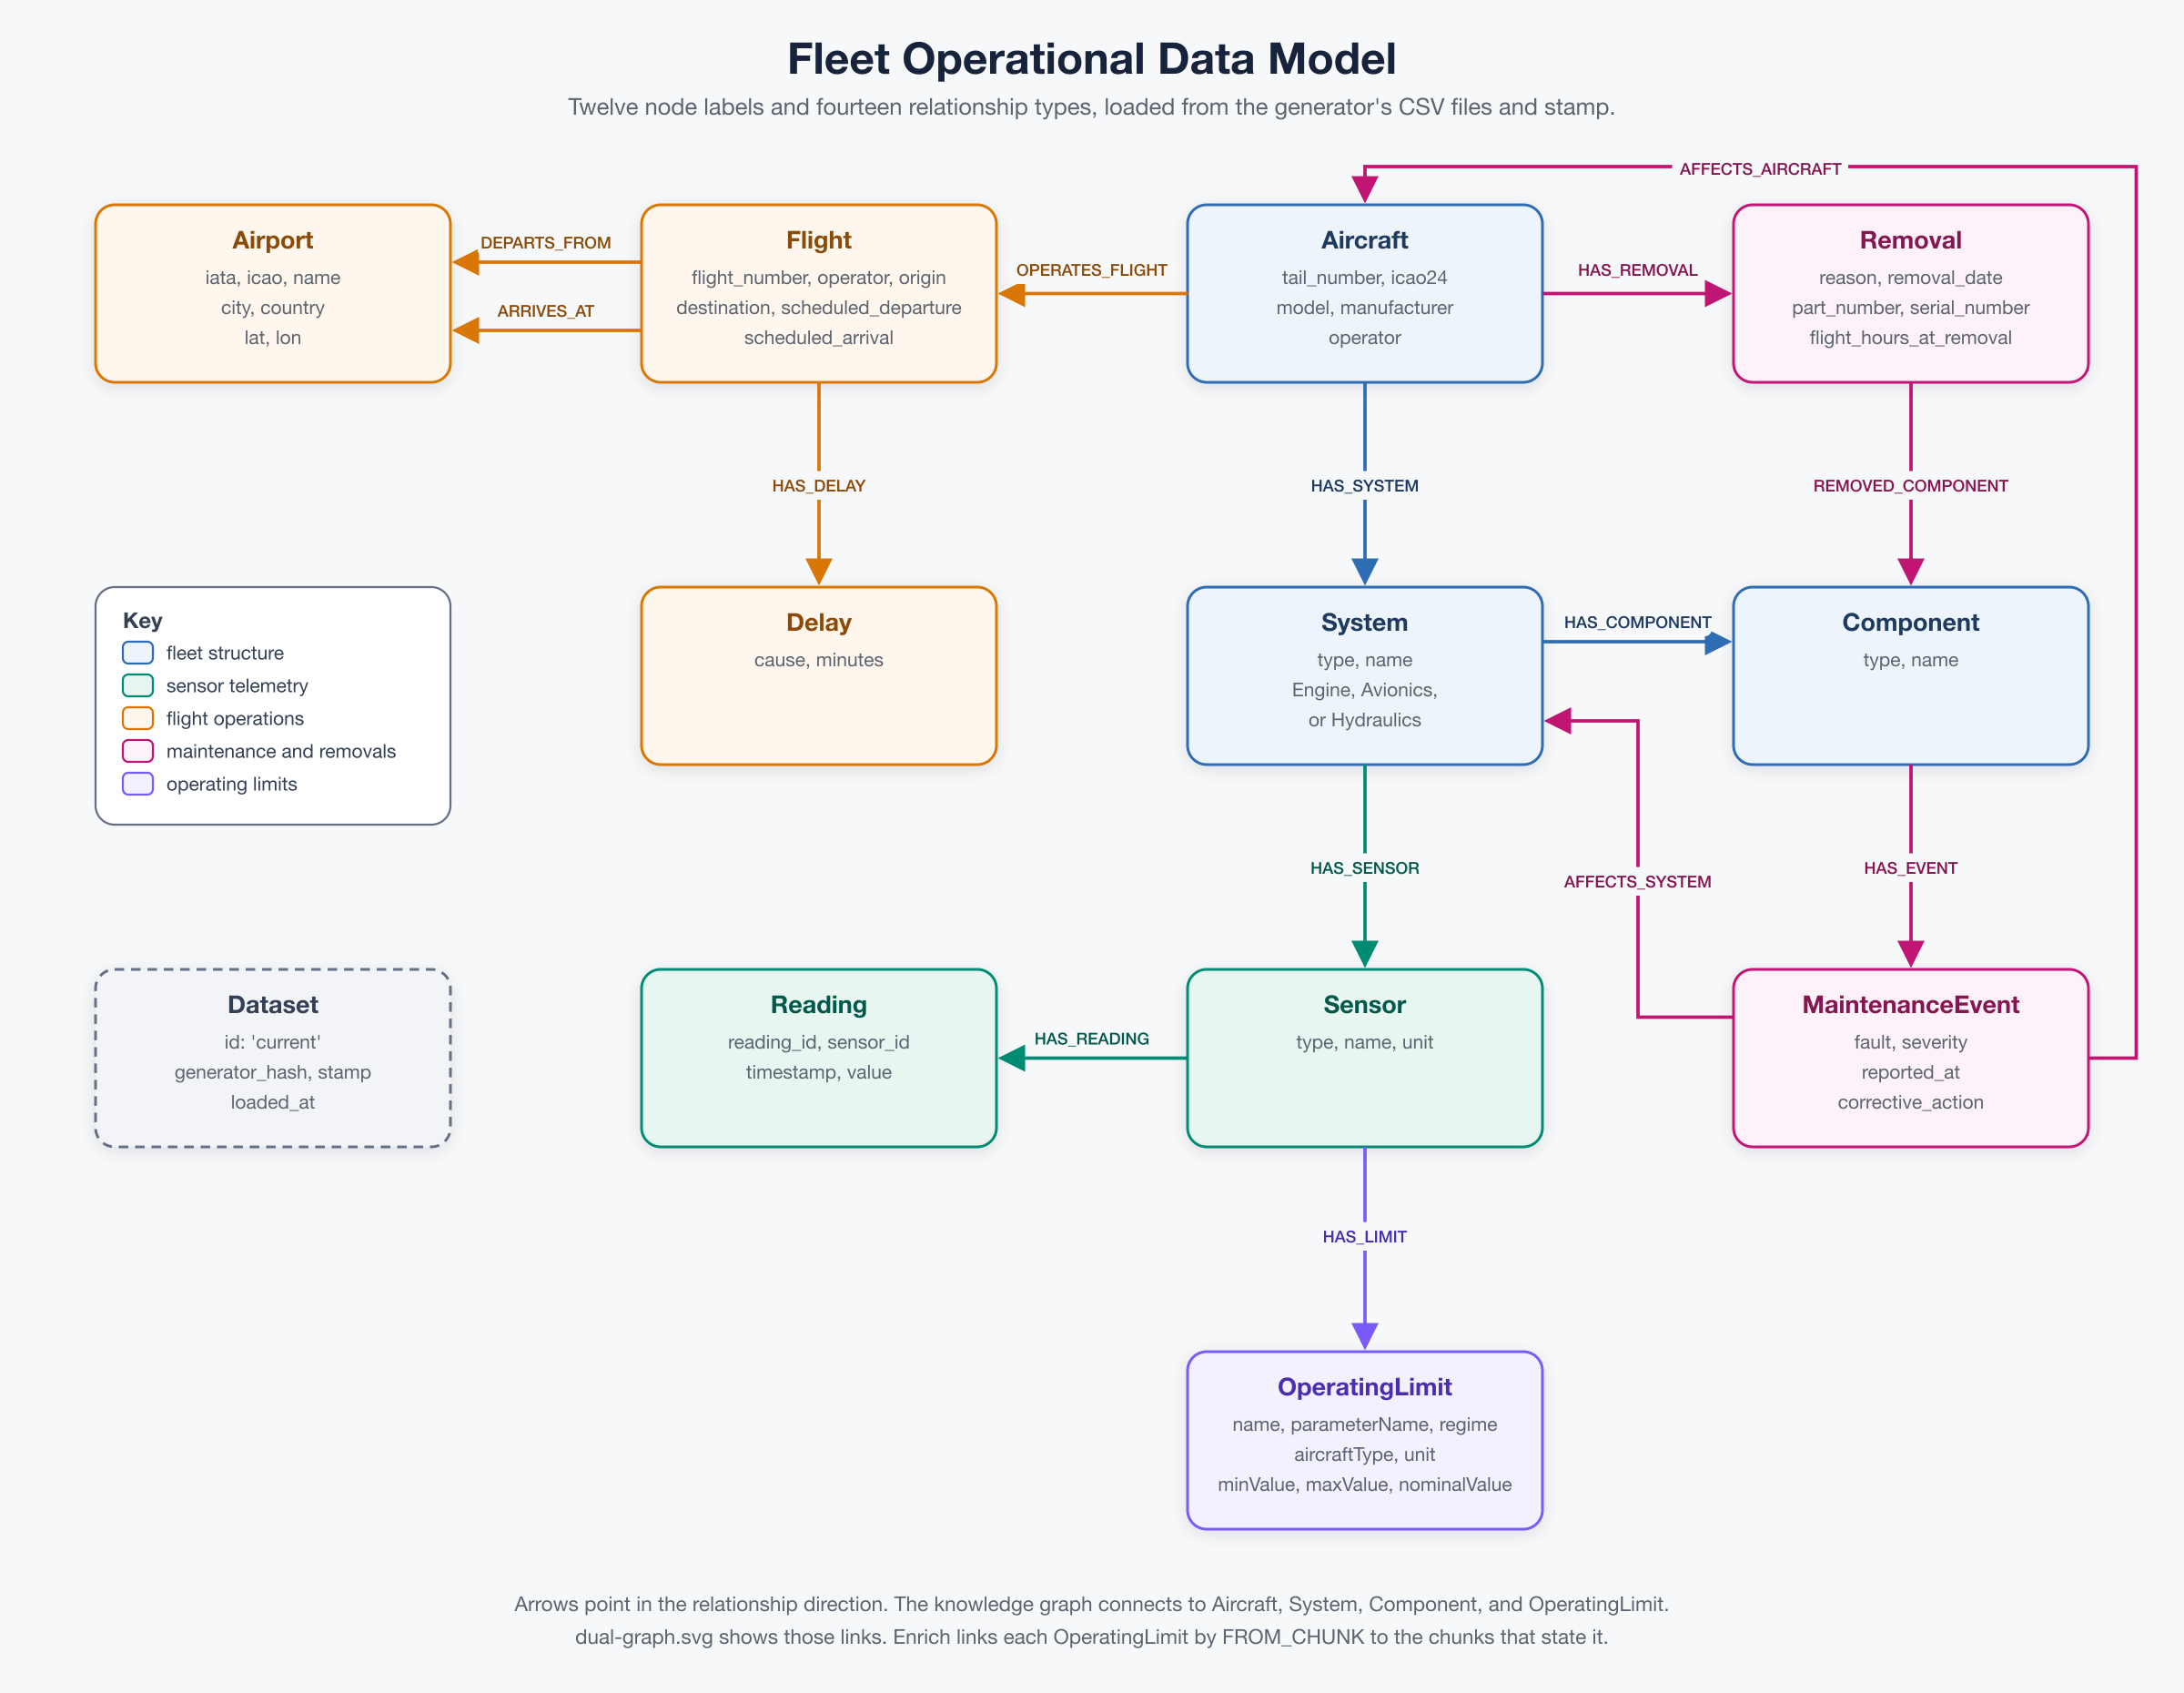 Fleet Operational Data Model
Twelve node labels and fourteen relationship types, loaded from the generator's CSV files and stamp.
AFFECTS_AIRCRAFT
Airport
iata, icao, name
city, country
lat, lon
DEPARTS_FROM
ARRIVES_AT
Flight
flight_number, operator, origin
destination, scheduled_departure
scheduled_arrival
OPERATES_FLIGHT
Aircraft
tail_number, icao24
model, manufacturer
operator
HAS_REMOVAL
Removal
reason, removal_date
part_number, serial_number
flight_hours_at_removal
HAS_DELAY
HAS_SYSTEM
REMOVED_COMPONENT
Key
fleet structure
sensor telemetry
flight operations
maintenance and removals
operating limits
Delay
cause, minutes
System
type, name
Engine, Avionics,
or Hydraulics
HAS_COMPONENT
Component
type, name
HAS_SENSOR
AFFECTS_SYSTEM
HAS_EVENT
Dataset
id: 'current'
generator_hash, stamp
loaded_at
Reading
reading_id, sensor_id
timestamp, value
HAS_READING
Sensor
type, name, unit
MaintenanceEvent
fault, severity
reported_at
corrective_action
HAS_LIMIT
OperatingLimit
name, parameterName, regime
aircraftType, unit
minValue, maxValue, nominalValue
Arrows point in the relationship direction. The knowledge graph connects to Aircraft, System, Component, and OperatingLimit.
dual-graph.svg shows those links. Enrich links each OperatingLimit by FROM_CHUNK to the chunks that state it.